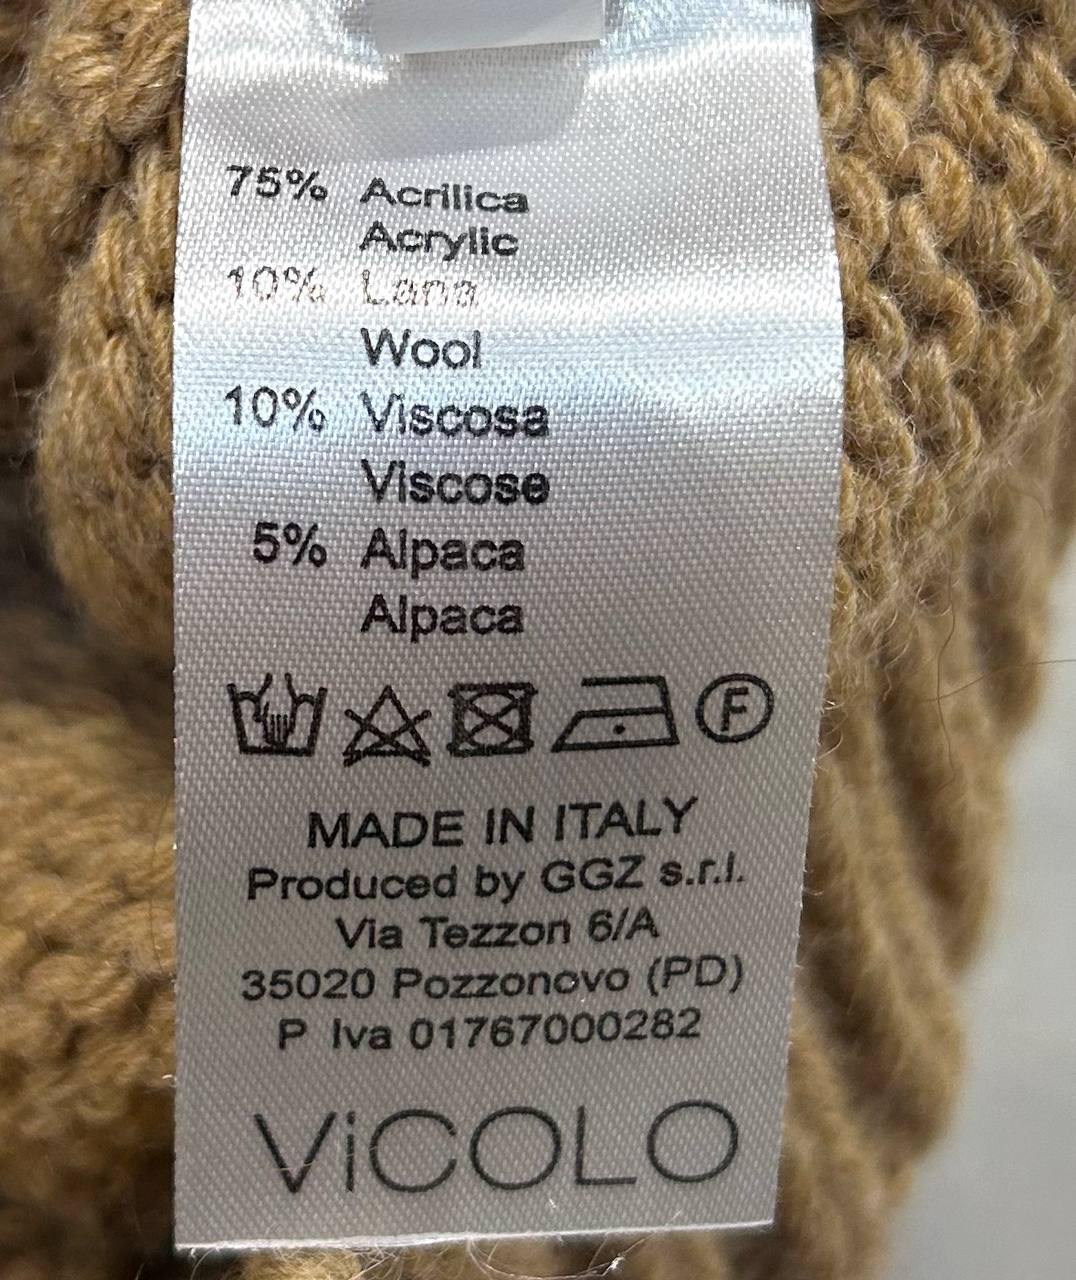 75% Acrilica
Acrylic
10% Lana
Wool
10% Viscosa
Viscose
5% Alpaca
Alpaca
F
MADE IN ITALY
Produced by GGZ s.r.l.
Via Tezzon 6/A
35020 Pozzonovo (PD)
P Iva 01767000282
ViCOLO